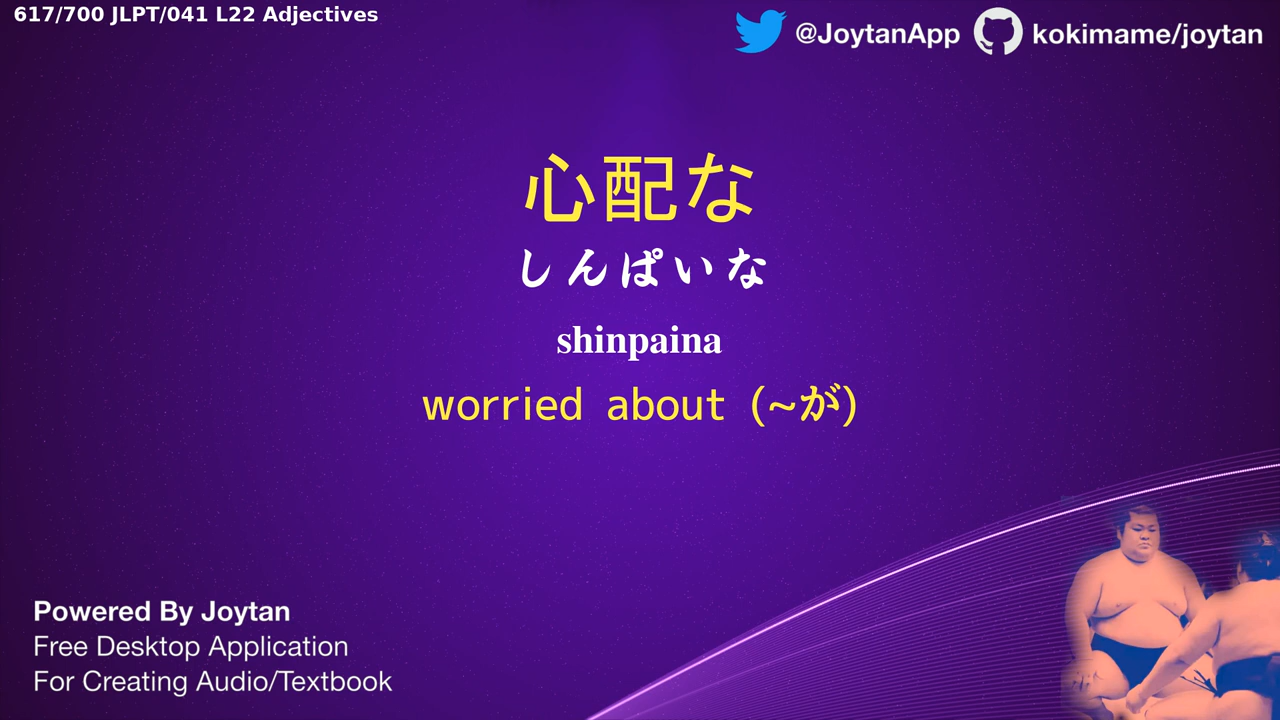 617/700 JLPT/041 L22 Adjectives
@JoytanApp kokimame/joytan
心配な
しんぱいな
shinpaina
worried about (~が)
Powered By Joytan
Free Desktop Application
For Creating Audio/Textbook